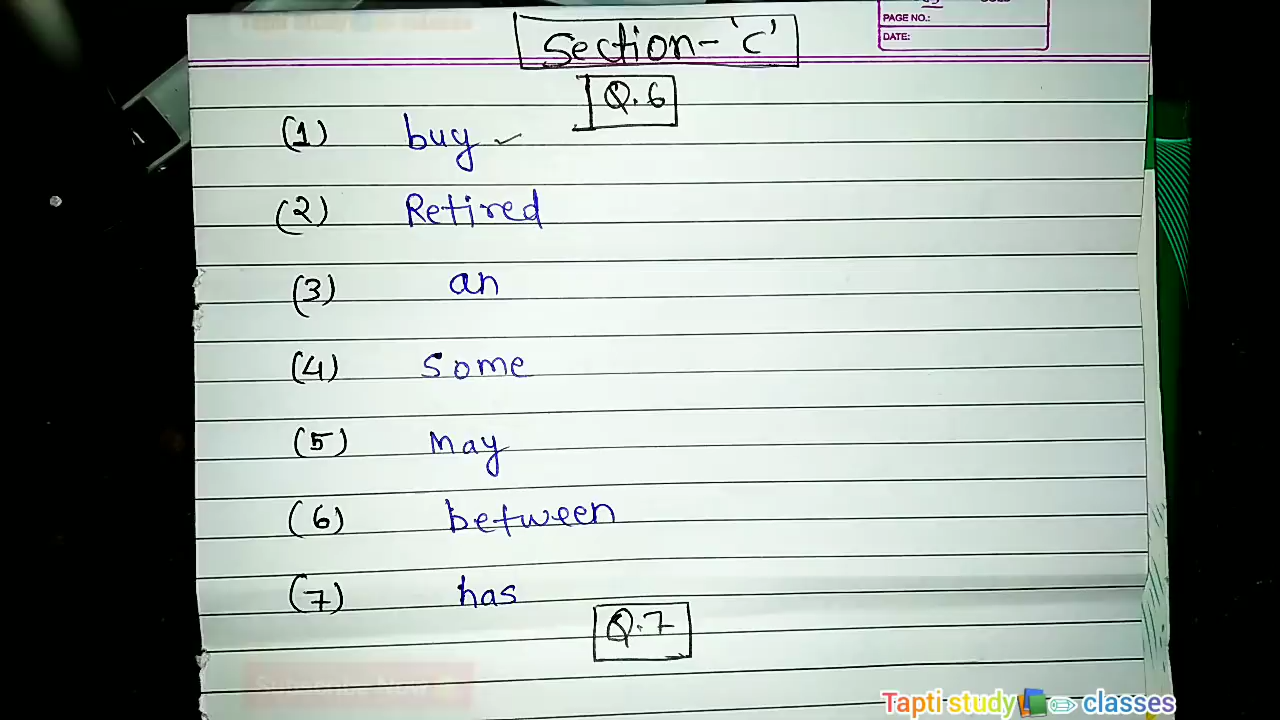 Section-'C'
PAGE NO.:
DATE:
Q.6
(1) buy
(2) Retired
(3) an
(4) Some
(5) May
(6) between
(7) has
Q.7
Tapti study classes